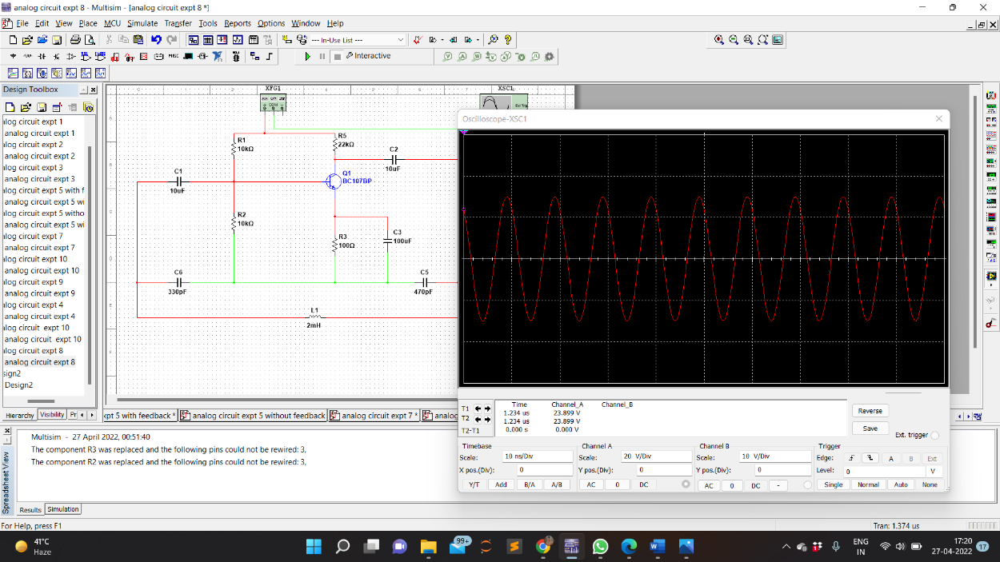 analog circuit expt 8 - Multisim - [analog circuit expt 8 *]
File Edit View Place MCU Simulate Transfer Tools Reports Options Window Help
--- In-Use List ---
MISC
Interactive
Design Toolbox
alog circuit expt 1
analog circuit expt 1
alog circuit expt 2
analog circuit expt 2
alog circuit expt 3
analog circuit expt 3
alog circuit expt 5 with f
analog circuit expt 5 wi
alog circuit expt 5 witho
analog circuit expt 5 wi
alog circuit expt 7
analog circuit expt 7
alog circuit expt 10
analog circuit expt 10
alog circuit expt 9
analog circuit expt 9
alog circuit expt 4
analog circuit expt 4
alog circuit expt 10
analog circuit expt 10
alog circuit expt 8
analog circuit expt 8
sign2
Design2
Hierarchy Visibility Pr
XFG1
COM
XSC1
Ext Trig
R1
10kΩ
R5
22kΩ
C2
10uF
C1
10uF
Q1
BC107BP
R2
10kΩ
R3
100Ω
C3
100uF
C6
330pF
C5
470pF
L1
2mH
xpt 5 with feedback * analog circuit expt 5 without feedback analog circuit expt 7 * analog
Oscilloscope-XSC1
Time Channel_A Channel_B
T1 1.234 us 23.899 V
T2 1.234 us 23.899 V
T2-T1 0.000 s 0.000 V
Reverse
Save
Ext. trigger
Timebase
Scale: 10 ns/Div
X pos.(Div): 0
Y/T Add B/A A/B
Channel A
Scale: 20 V/Div
Y pos.(Div): 0
AC 0 DC
Channel B
Scale: 10 V/Div
Y pos.(Div): 0
AC 0 DC -
Trigger
Edge: A B Ext
Level: 0 V
Single Normal Auto None
Spreadsheet View
Multisim - 27 April 2022, 00:51:40
The component R3 was replaced and the following pins could not be rewired: 3,
The component R2 was replaced and the following pins could not be rewired: 3,
Results Simulation
For Help, press F1
Tran: 1.374 us
41°C
Haze
99+
ENG
IN
17:20
27-04-2022
17